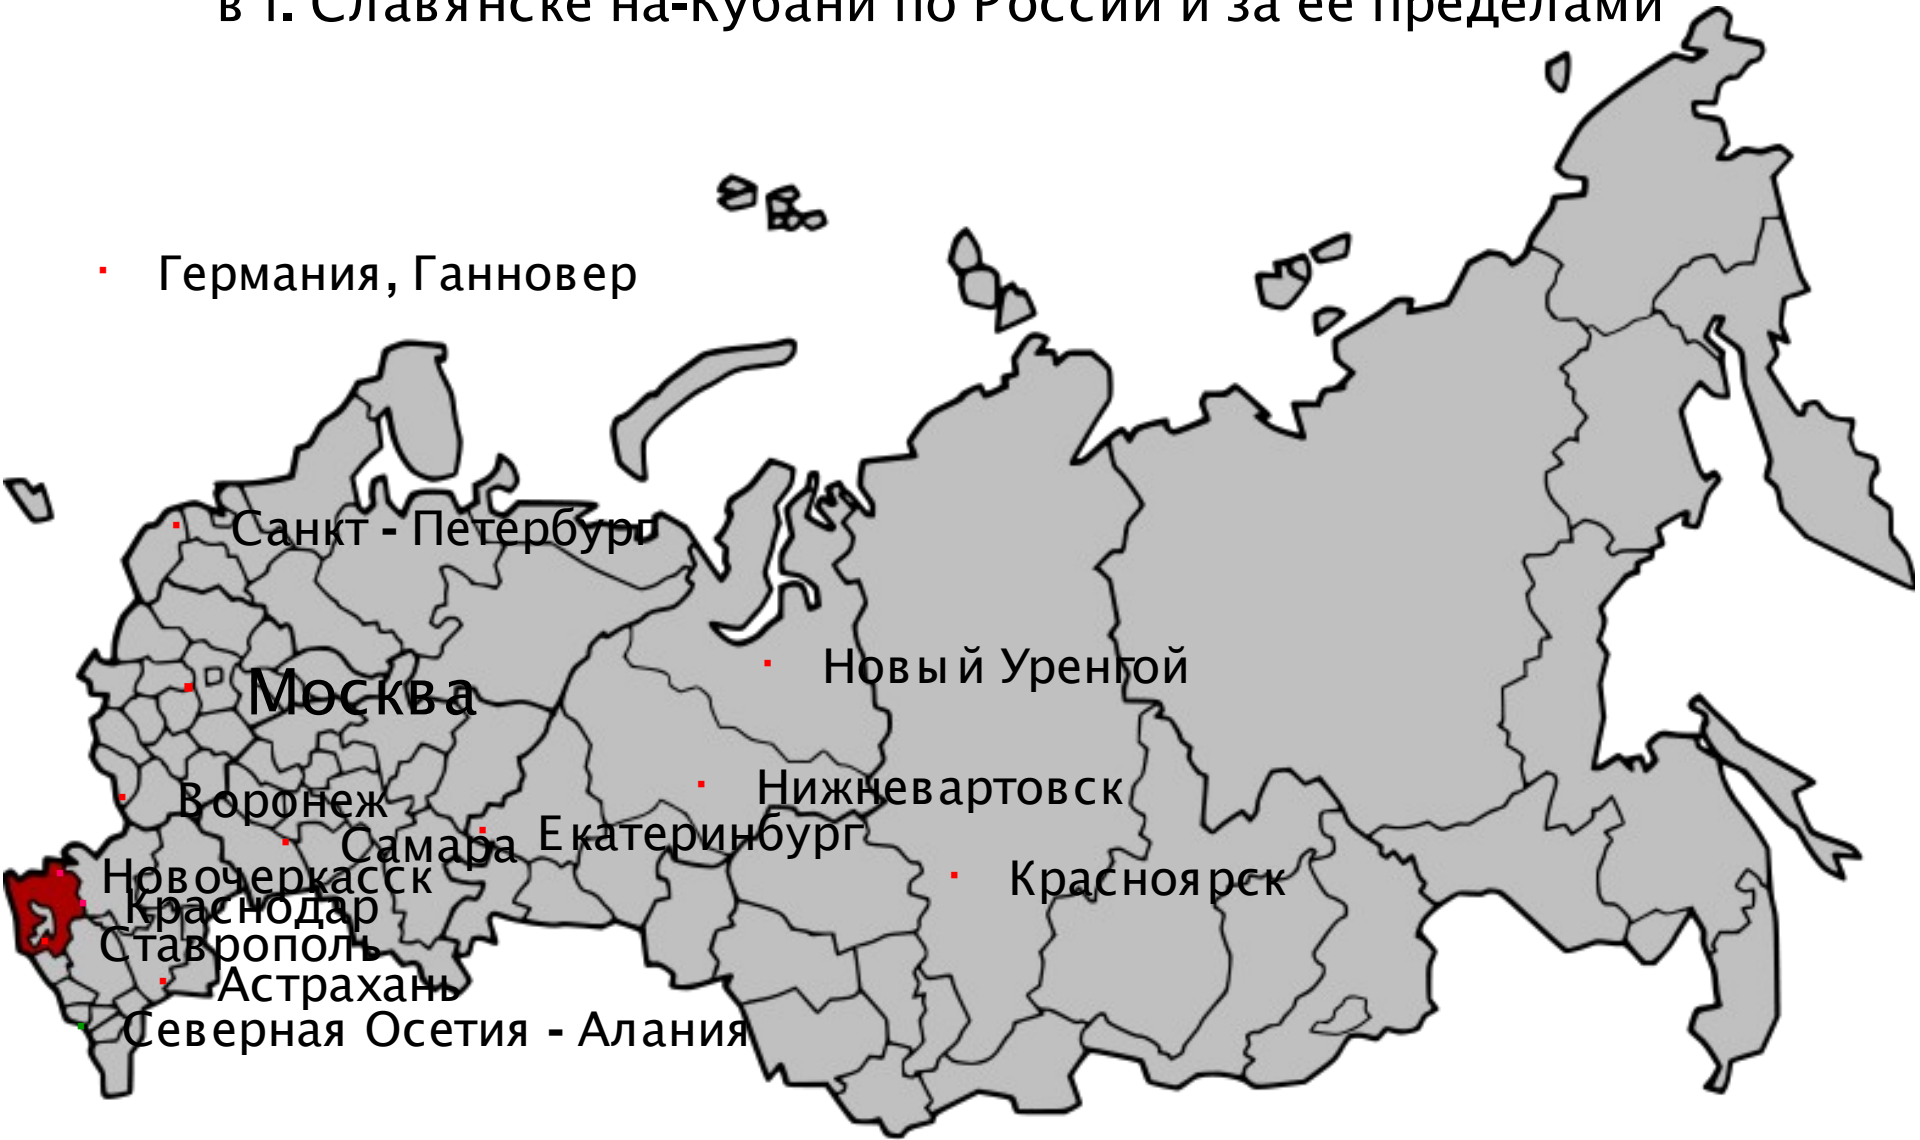 в г. Славянске на-Кубани по России и за ее пределами
Германия, Ганновер
Санкт - Петербург
Новый Уренгой
Москва
Нижневартовск
Воронеж
Екатеринбург
Самара
Новочеркасск
Красноярск
Краснодар
Ставрополь
Астрахань
Северная Осетия - Алания